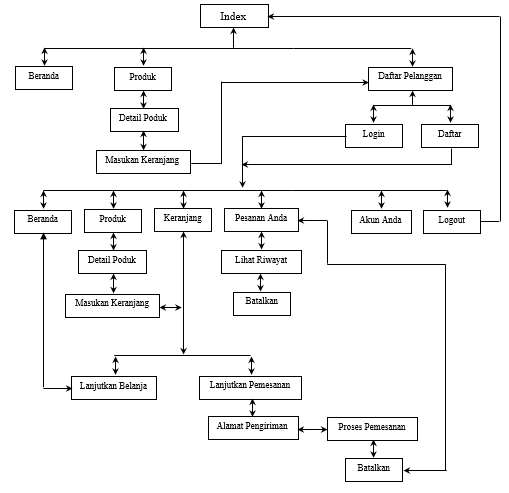 Index
Beranda
Produk
Daftar Pelanggan
Detail Poduk
Login
Daftar
Masukan Keranjang
Beranda
Produk
Keranjang
Pesanan Anda
Akun Anda
Logout
Detail Poduk
Lihat Riwayat
Masukan Keranjang
Batalkan
Lanjutkan Belanja
Lanjutkan Pemesanan
Alamat Pengiriman
Proses Pemesanan
Batalkan